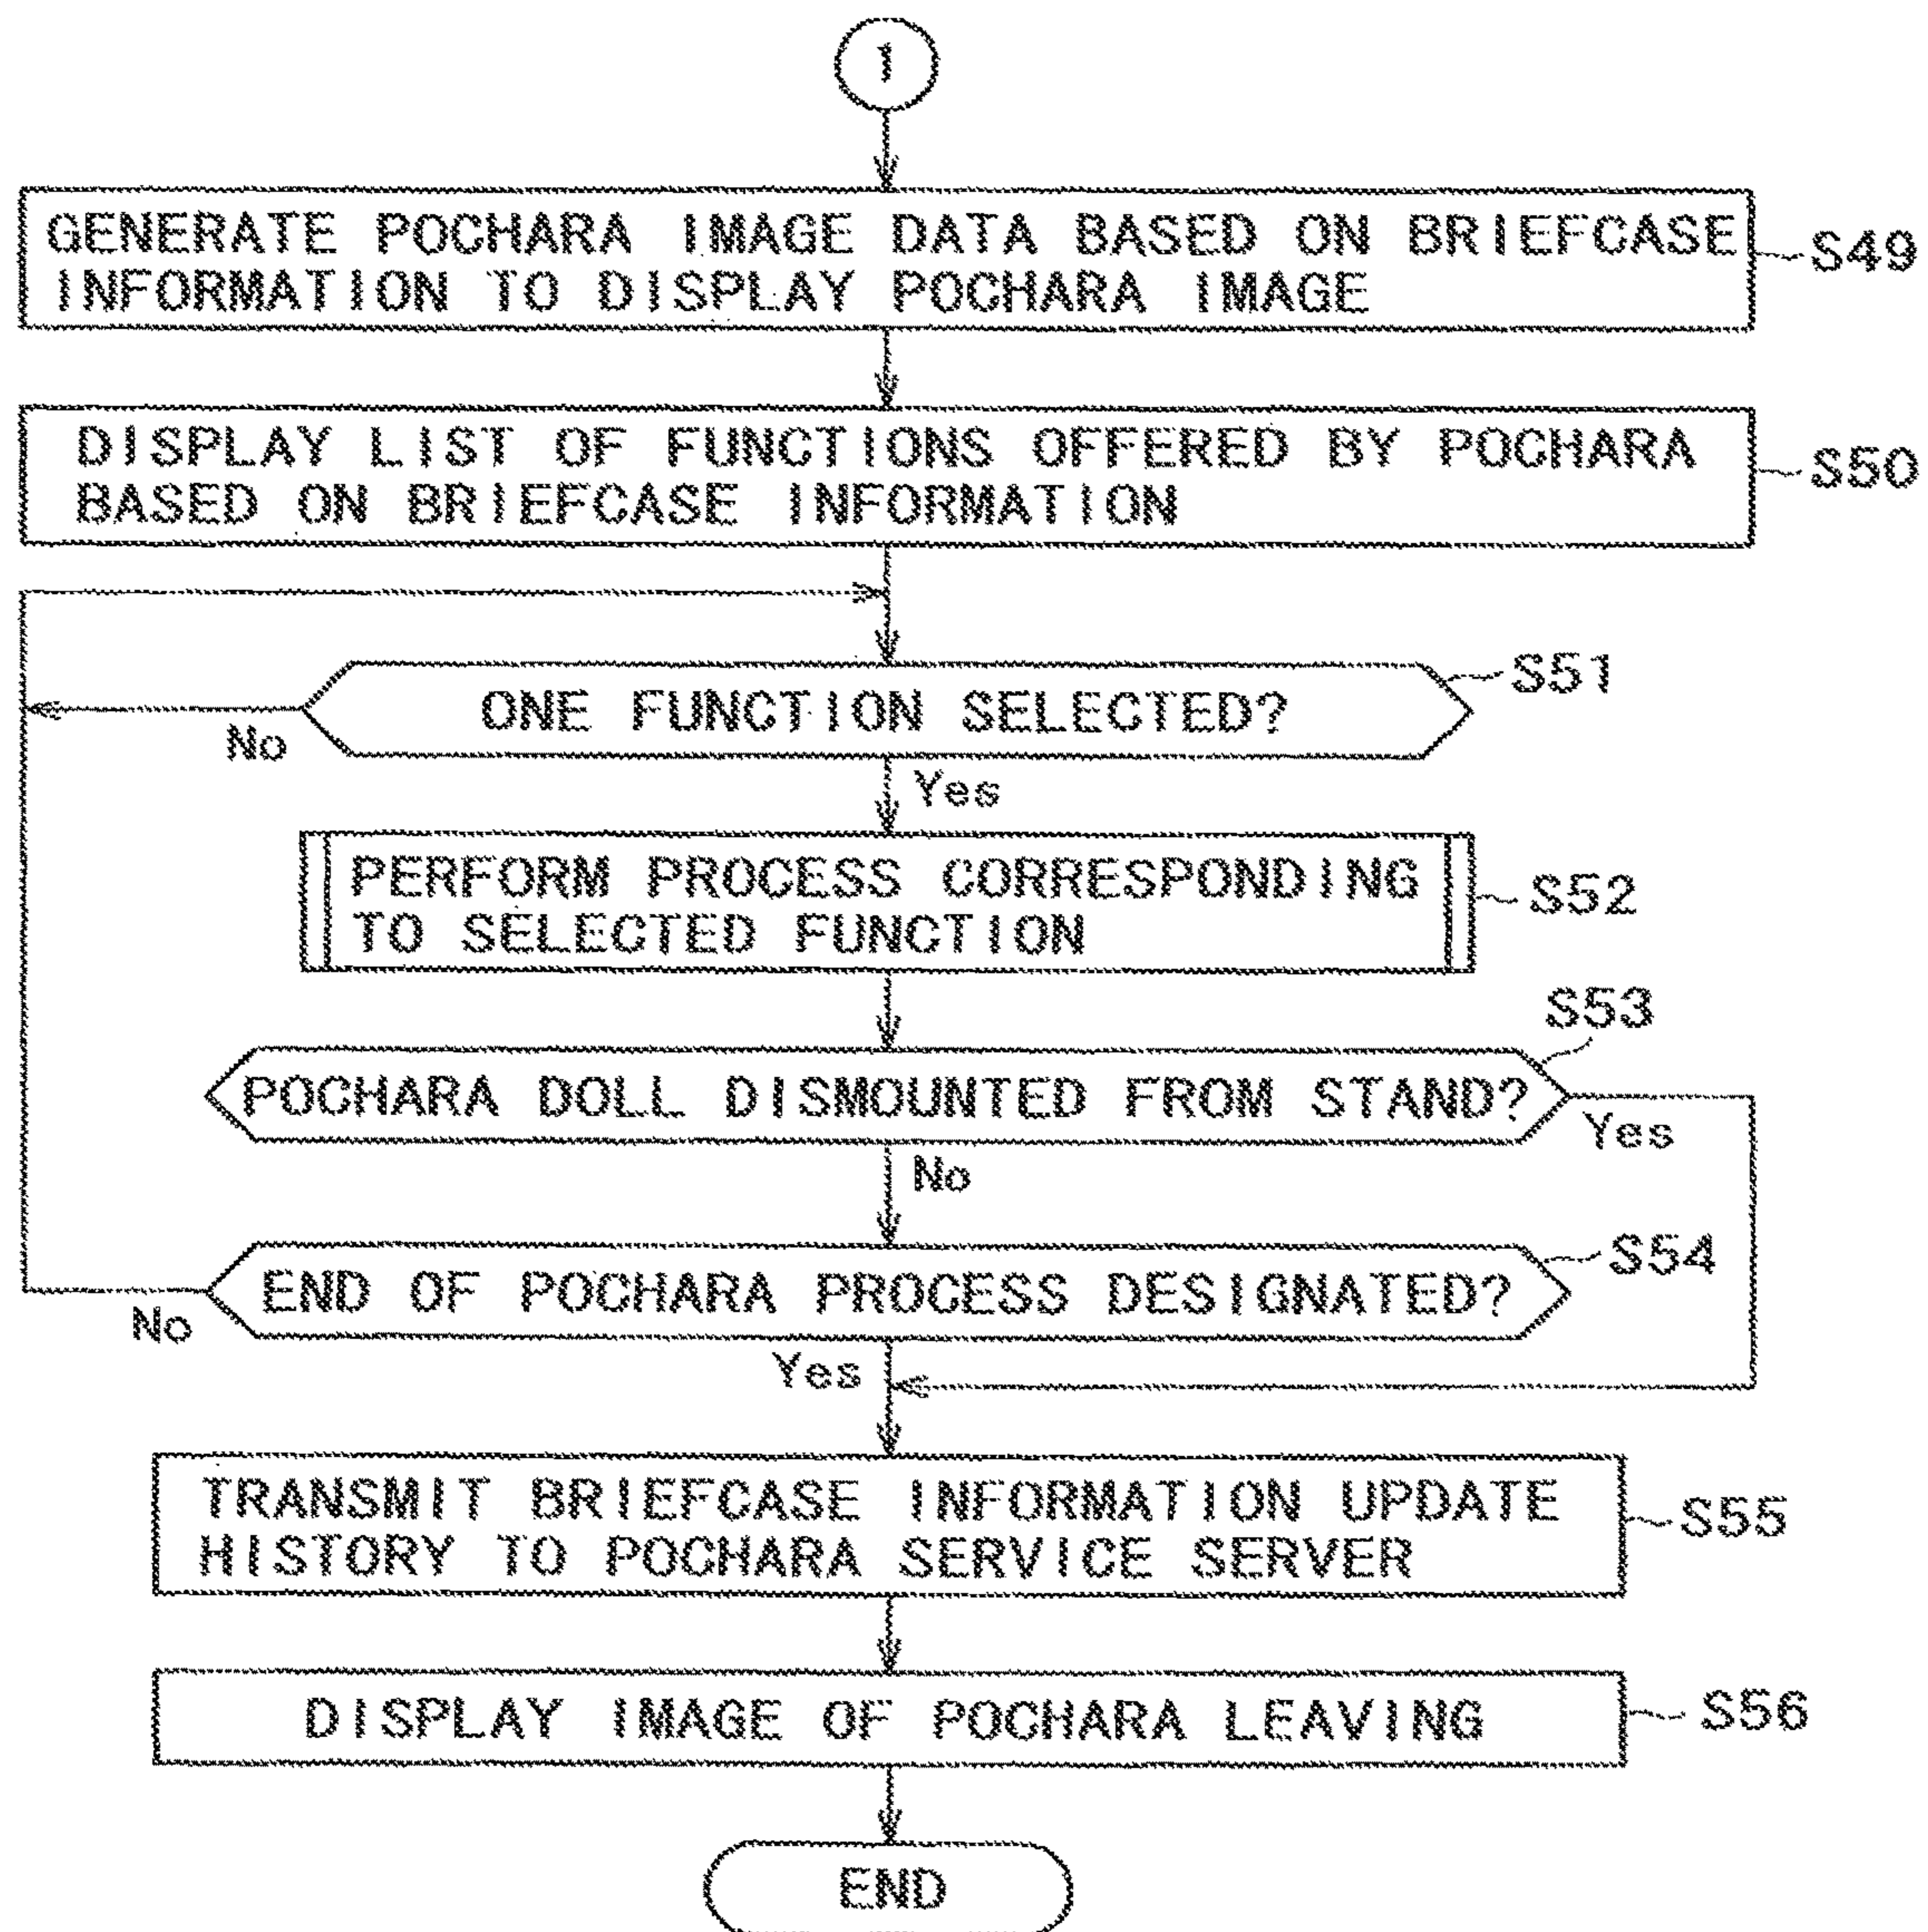 1
GENERATE POCHARA IMAGE DATA BASED ON BRIEFCASE
INFORMATION TO DISPLAY POCHARA IMAGE
S49
DISPLAY LIST OF FUNCTIONS OFFERED BY POCHARA
BASED ON BRIEFCASE INFORMATION
S50
ONE FUNCTION SELECTED?
S51
No
Yes
PERFORM PROCESS CORRESPONDING
TO SELECTED FUNCTION
S52
S53
POCHARA DOLL DISMOUNTED FROM STAND?
Yes
No
S54
END OF POCHARA PROCESS DESIGNATED?
No
Yes
TRANSMIT BRIEFCASE INFORMATION UPDATE
HISTORY TO POCHARA SERVICE SERVER
S55
DISPLAY IMAGE OF POCHARA LEAVING
S56
END